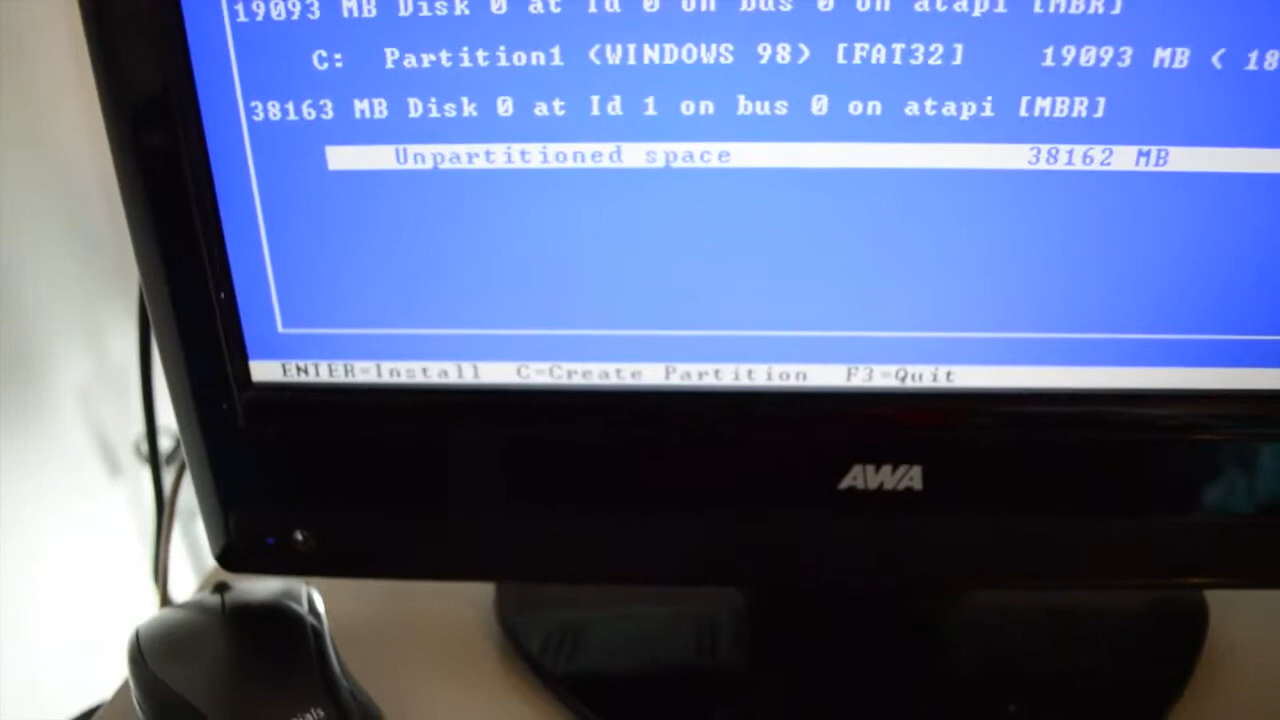 19093 MB Disk 0 at Id 0 on bus 0 on atapi [MBR]
C: Partition1 (WINDOWS 98) [FAT32] 19093 MB ( 18
38163 MB Disk 0 at Id 1 on bus 0 on atapi [MBR]
Unpartitioned space 38162 MB
ENTER=Install C=Create Partition F3=Quit
AWA